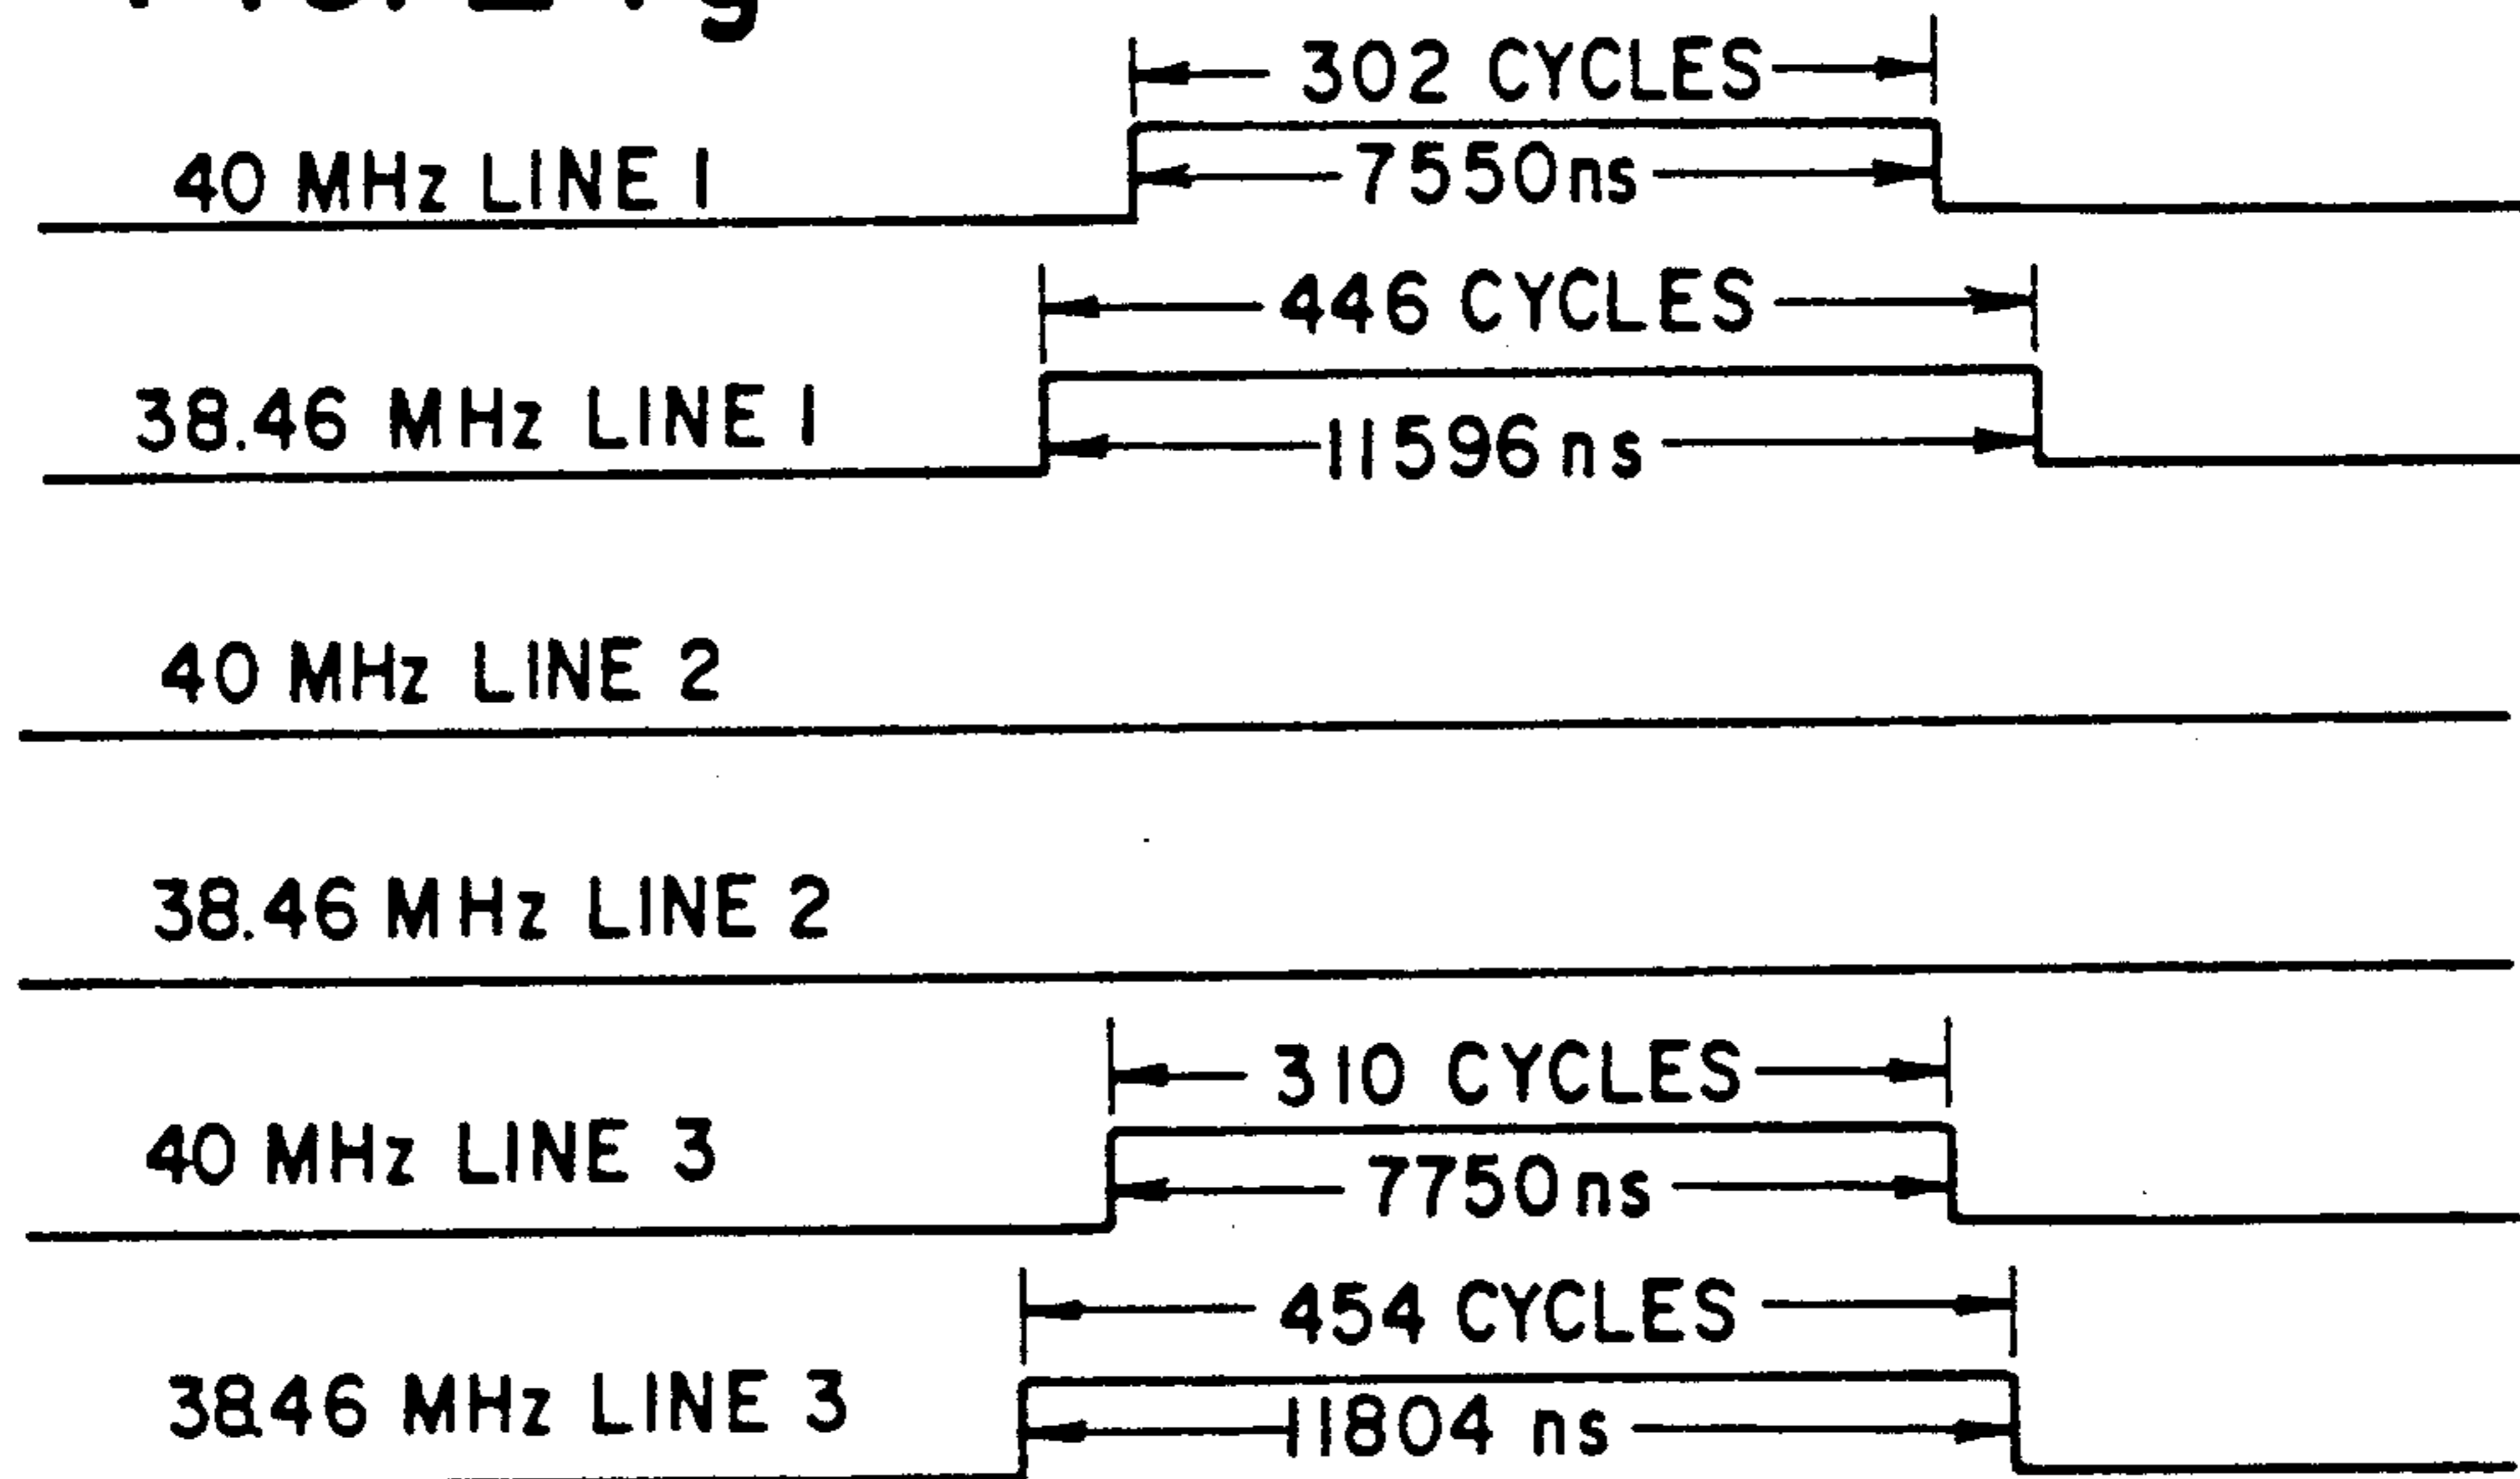 302 CYCLES
40 MHz LINE 1
7550ns
446 CYCLES
38.46 MHz LINE 1
11596 ns
40 MHz LINE 2
38.46 MHz LINE 2
310 CYCLES
40 MHz LINE 3
7750ns
454 CYCLES
38.46 MHz LINE 3
11804 ns